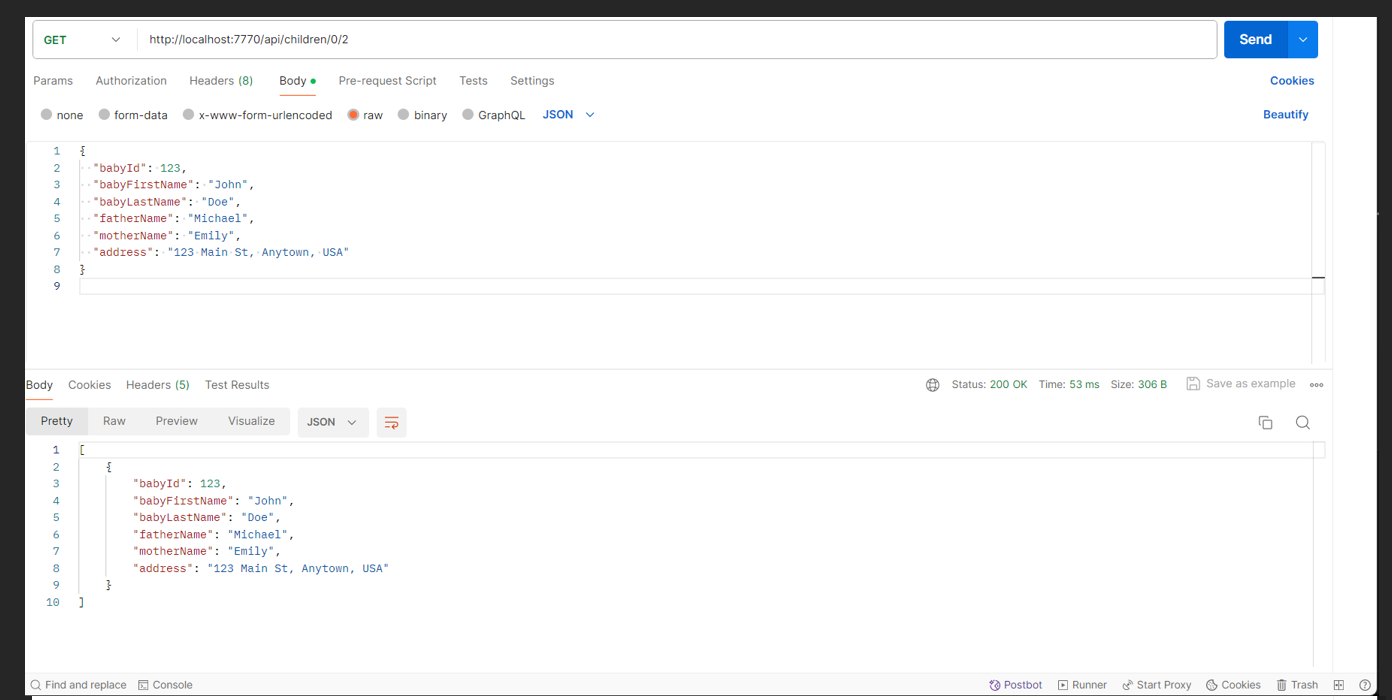 GET http://localhost:7770/api/children/0/2 Send
Params Authorization Headers (8) Body Pre-request Script Tests Settings Cookies
none form-data x-www-form-urlencoded raw binary GraphQL JSON Beautify
1 {
2 "babyId": 123,
3 "babyFirstName": "John",
4 "babyLastName": "Doe",
5 "fatherName": "Michael",
6 "motherName": "Emily",
7 "address": "123 Main St, Anytown, USA"
8 }
9
Body Cookies Headers (5) Test Results Status: 200 OK Time: 53 ms Size: 306 B Save as example
Pretty Raw Preview Visualize JSON
1 [
2 {
3 "babyId": 123,
4 "babyFirstName": "John",
5 "babyLastName": "Doe",
6 "fatherName": "Michael",
7 "motherName": "Emily",
8 "address": "123 Main St, Anytown, USA"
9 }
10 ]
Find and replace Console Postbot Runner Start Proxy Cookies Trash